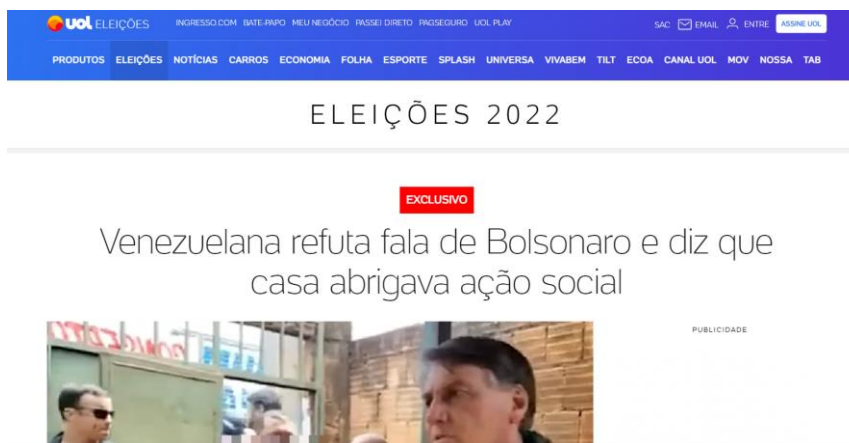 uol ELEIÇÕES INGRESSO.COM BATE-PAPO MEU NEGÓCIO PASSEI DIRETO PAGSEGURO UOL PLAY SAC EMAIL ENTRE ASSINE UOL
PRODUTOS ELEIÇÕES NOTÍCIAS CARROS ECONOMIA FOLHA ESPORTE SPLASH UNIVERSA VIVABEM TILT ECOA CANAL UOL MOV NOSSA TAB
ELEIÇÕES 2022
EXCLUSIVO
Venezuelana refuta fala de Bolsonaro e diz que
casa abrigava ação social
PUBLICIDADE